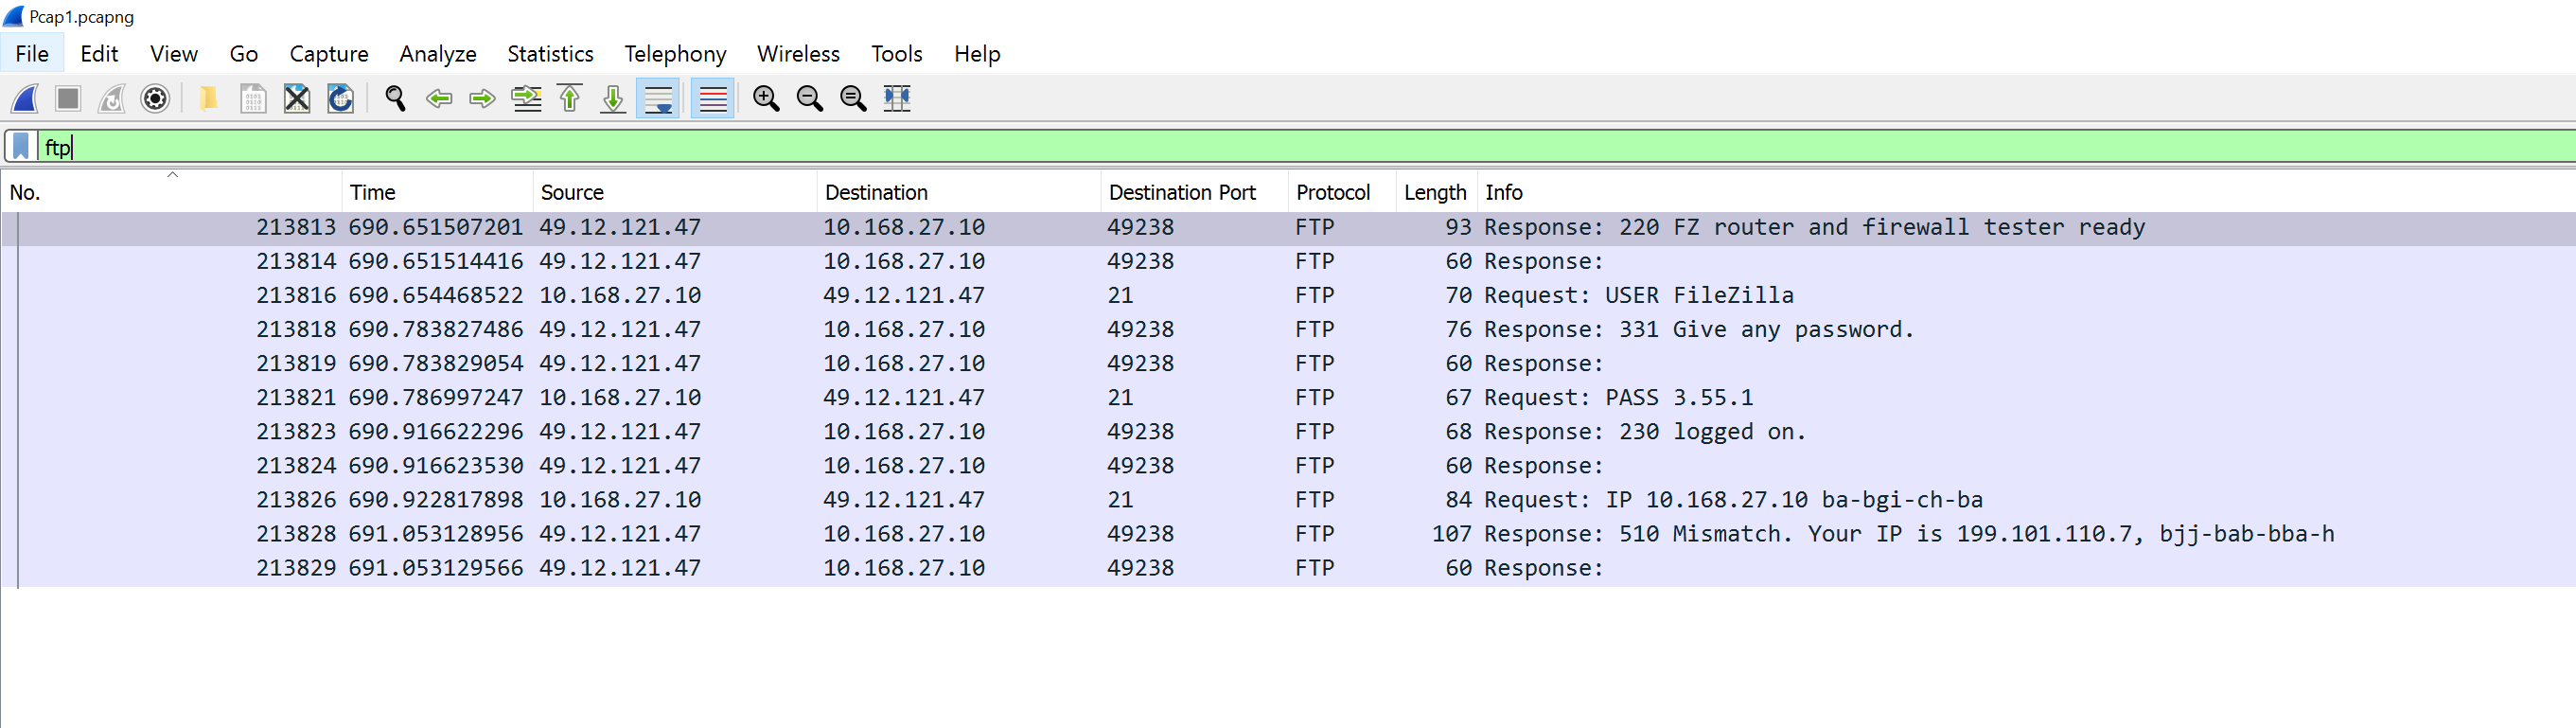 Pcap1.pcapng
File Edit View Go Capture Analyze Statistics Telephony Wireless Tools Help
ftp
No. Time Source Destination Destination Port Protocol Length Info
213813 690.651507201 49.12.121.47 10.168.27.10 49238 FTP 93 Response: 220 FZ router and firewall tester ready
213814 690.651514416 49.12.121.47 10.168.27.10 49238 FTP 60 Response:
213816 690.654468522 10.168.27.10 49.12.121.47 21 FTP 70 Request: USER FileZilla
213818 690.783827486 49.12.121.47 10.168.27.10 49238 FTP 76 Response: 331 Give any password.
213819 690.783829054 49.12.121.47 10.168.27.10 49238 FTP 60 Response:
213821 690.786997247 10.168.27.10 49.12.121.47 21 FTP 67 Request: PASS 3.55.1
213823 690.916622296 49.12.121.47 10.168.27.10 49238 FTP 68 Response: 230 logged on.
213824 690.916623530 49.12.121.47 10.168.27.10 49238 FTP 60 Response:
213826 690.922817898 10.168.27.10 49.12.121.47 21 FTP 84 Request: IP 10.168.27.10 ba-bgi-ch-ba
213828 691.053128956 49.12.121.47 10.168.27.10 49238 FTP 107 Response: 510 Mismatch. Your IP is 199.101.110.7, bjj-bab-bba-h
213829 691.053129566 49.12.121.47 10.168.27.10 49238 FTP 60 Response: